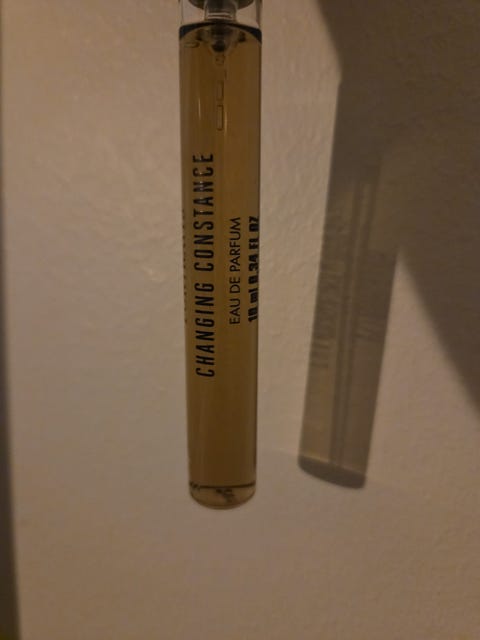 CHANGING CONSTANCE
EAU DE PARFUM
10 ml 0.34 FL OZ